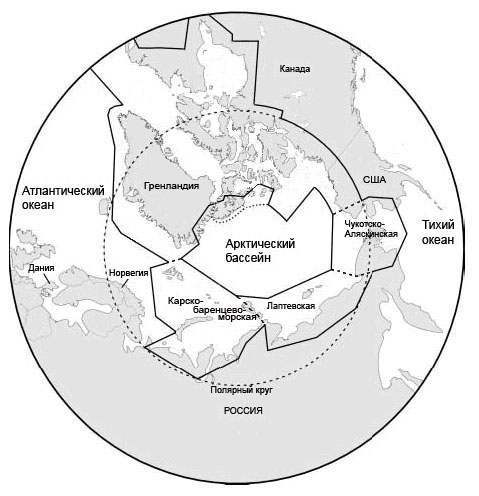 Канада
США
Гренландия
Атлантический
океан
Чукотско-
Аляскинская
Тихий
океан
Арктический
бассейн
Дания
Норвегия
Карско-
баренцево-
морская
Лаптевская
Полярный круг
РОССИЯ